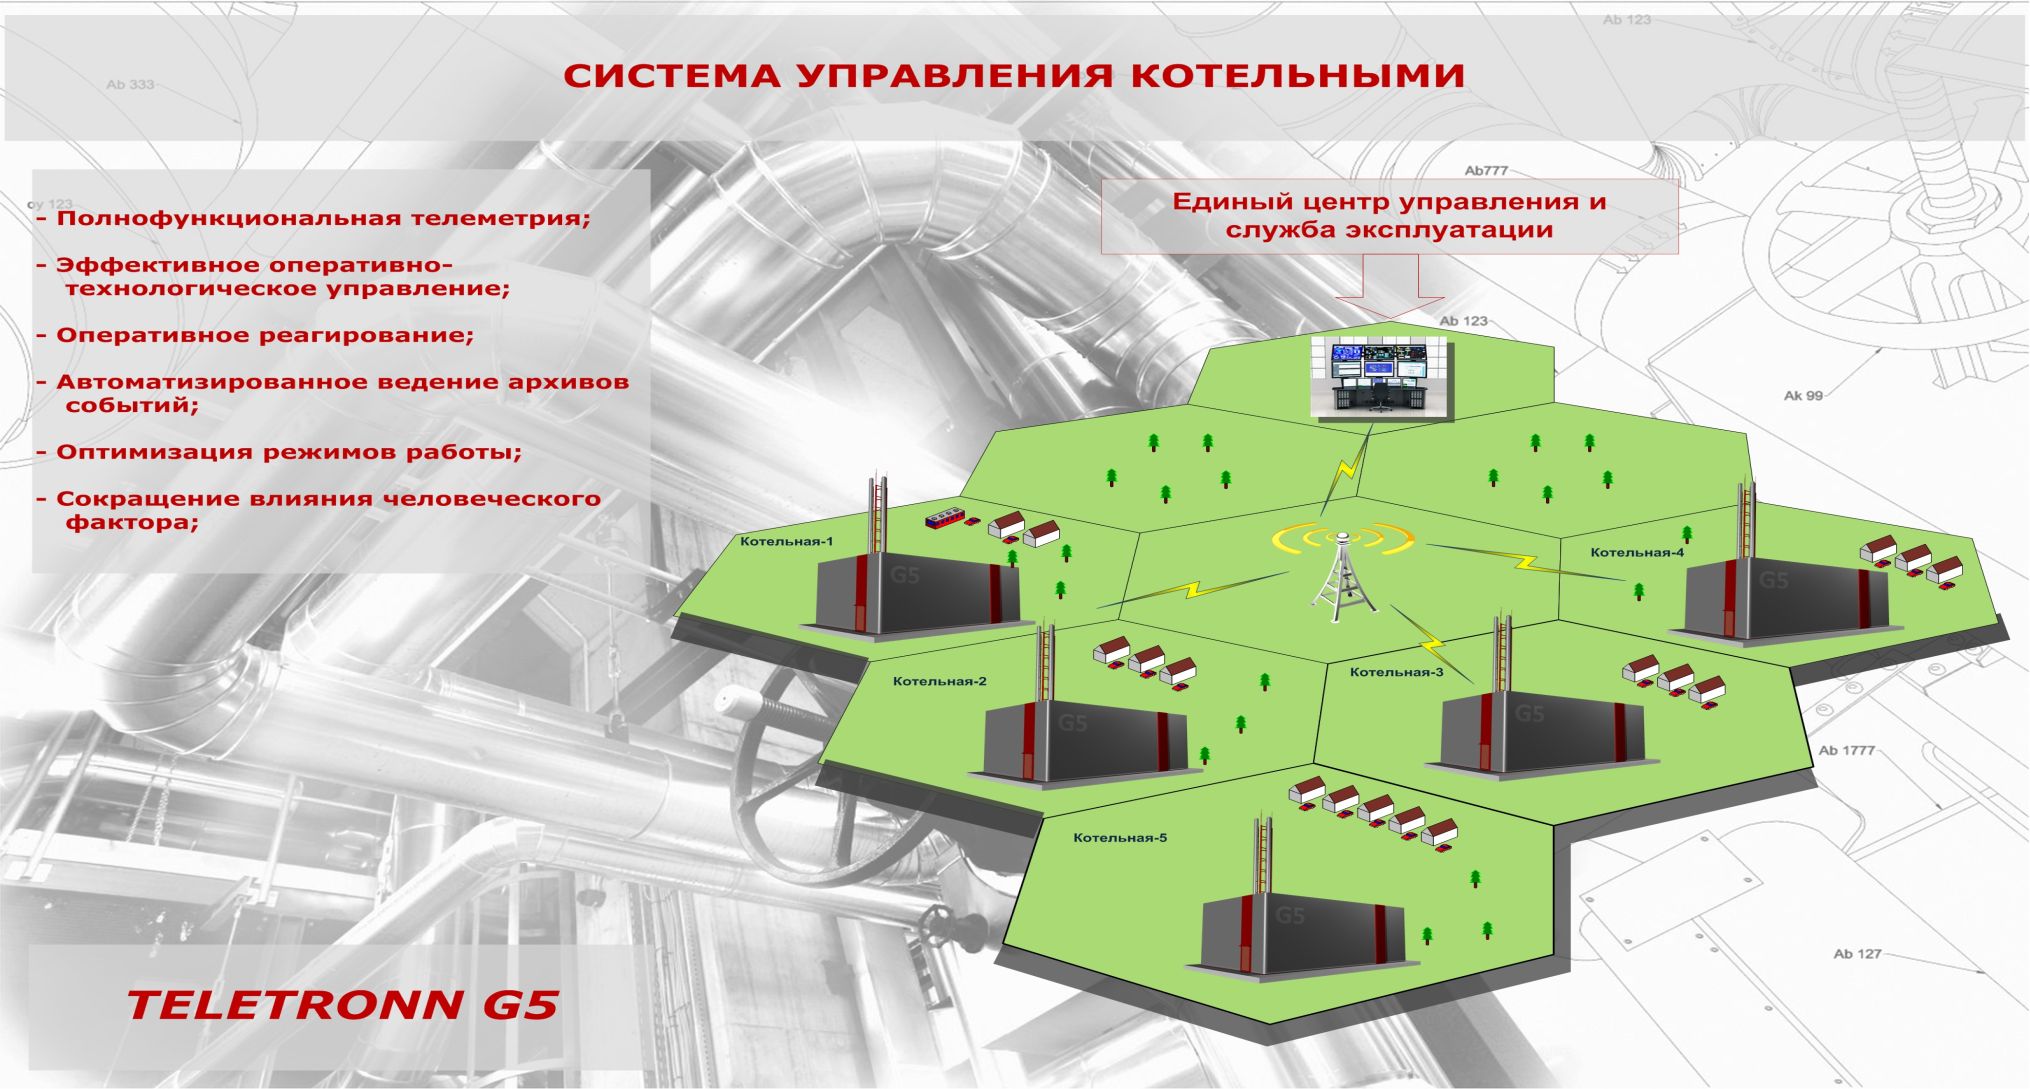 Ab 123
СИСТЕМА УПРАВЛЕНИЯ КОТЕЛЬНЫМИ
Ab 333
Ab777
oy 123
- Полнофункциональная телеметрия;
- Эффективное оперативно-
технологическое управление;
- Оперативное реагирование;
- Автоматизированное ведение архивов
событий;
- Оптимизация режимов работы;
- Сокращение влияния человеческого
фактора;
Единый центр управления и
служба эксплуатации
Ab 123
Ak 99
Котельная-1
G5
Котельная-4
G5
Котельная-2
G5
Котельная-3
G5
Ab 1777
Котельная-5
G5
Ab 127
TELETRONN G5